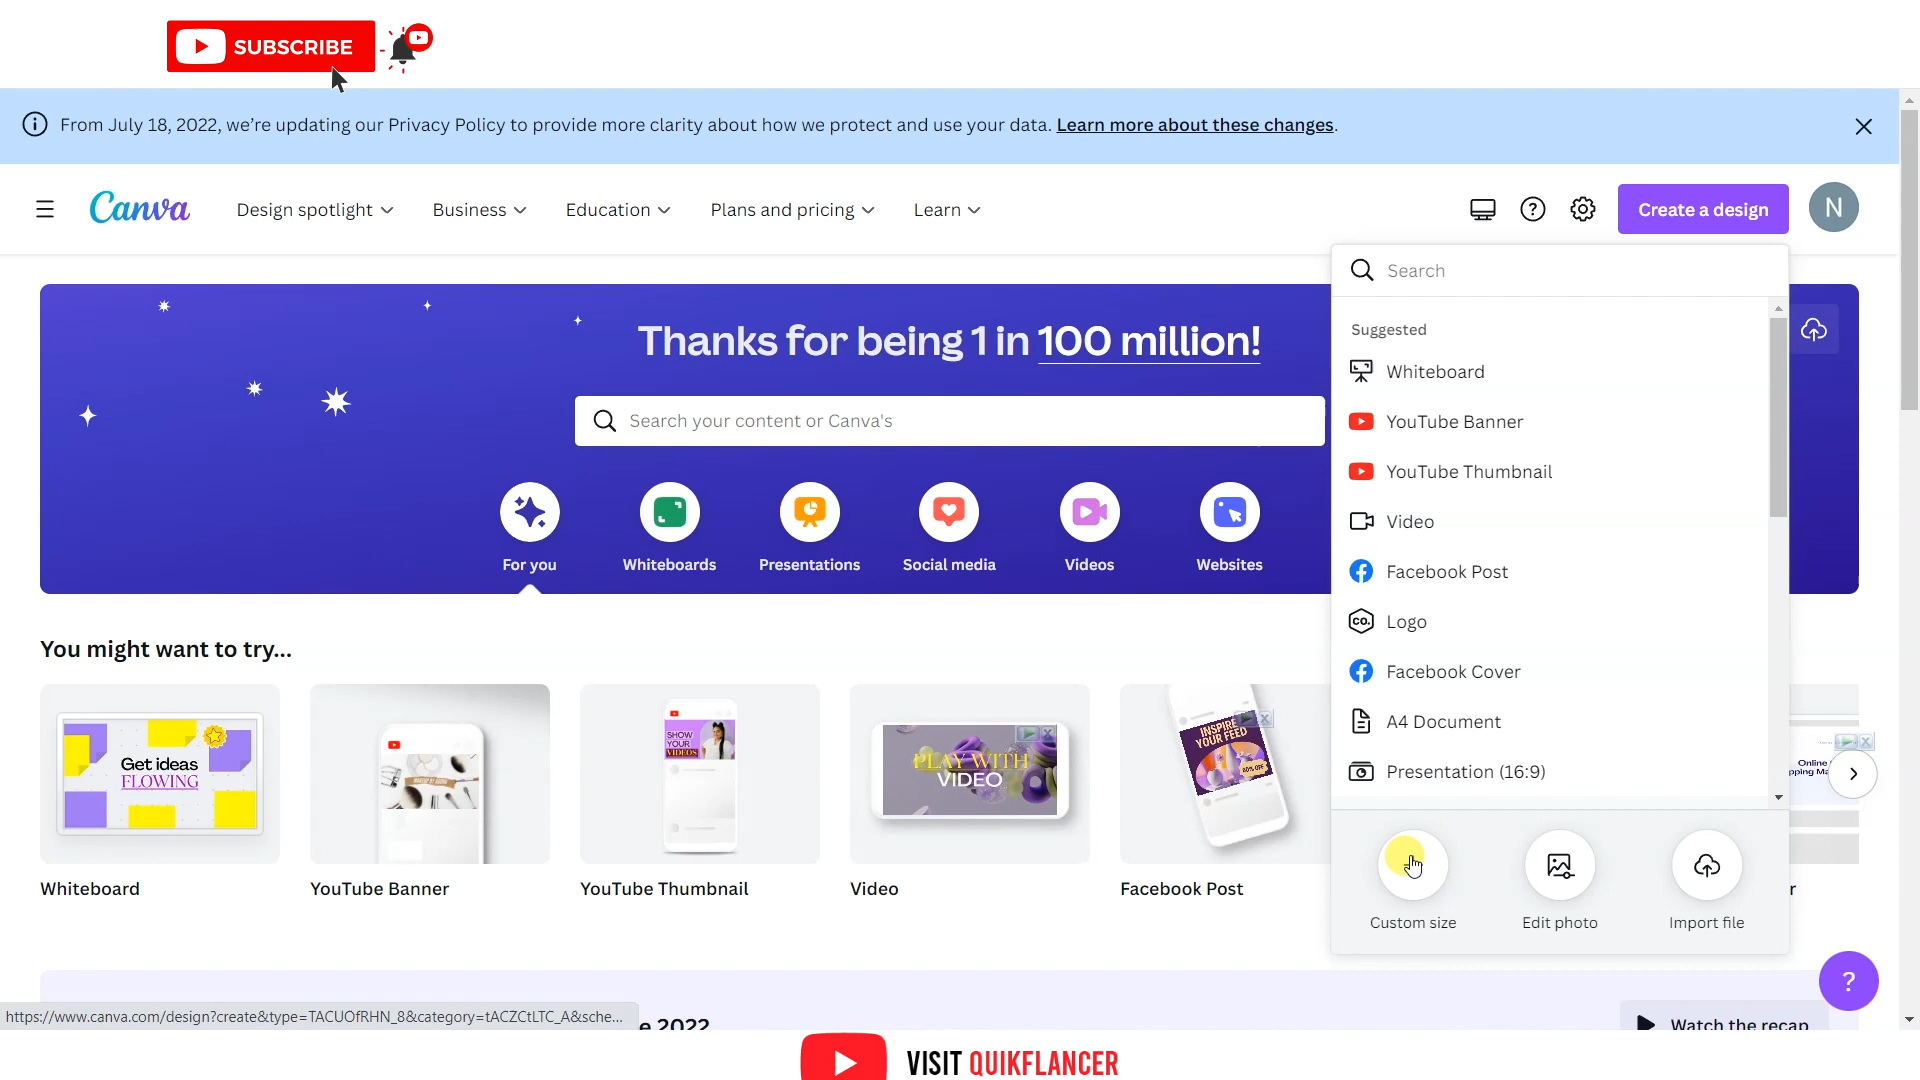 SUBSCRIBE
From July 18, 2022, we're updating our Privacy Policy to provide more clarity about how we protect and use your data. Learn more about these changes.
Canva
Design spotlight
Business
Education
Plans and pricing
Learn
Create a design
N
Search
Suggested
Whiteboard
YouTube Banner
YouTube Thumbnail
Video
Facebook Post
Logo
Facebook Cover
A4 Document
Presentation (16:9)
Custom size
Edit photo
Import file
Thanks for being 1 in 100 million!
Search your content or Canva's
For you
Whiteboards
Presentations
Social media
Videos
Websites
You might want to try...
Get ideas
FLOWING
SHOW
YOUR
VIDEOS
PLAY WITH
VIDEO
INSPIRE
YOUR FEED
Online
Whiteboard
YouTube Banner
YouTube Thumbnail
Video
Facebook Post
r
?
https://www.canva.com/design?create&type=TACUOfRHN_8&category=tACZCtLTC_A&sche...
e 2022
Watch the recap
VISIT QUIKFLANCER